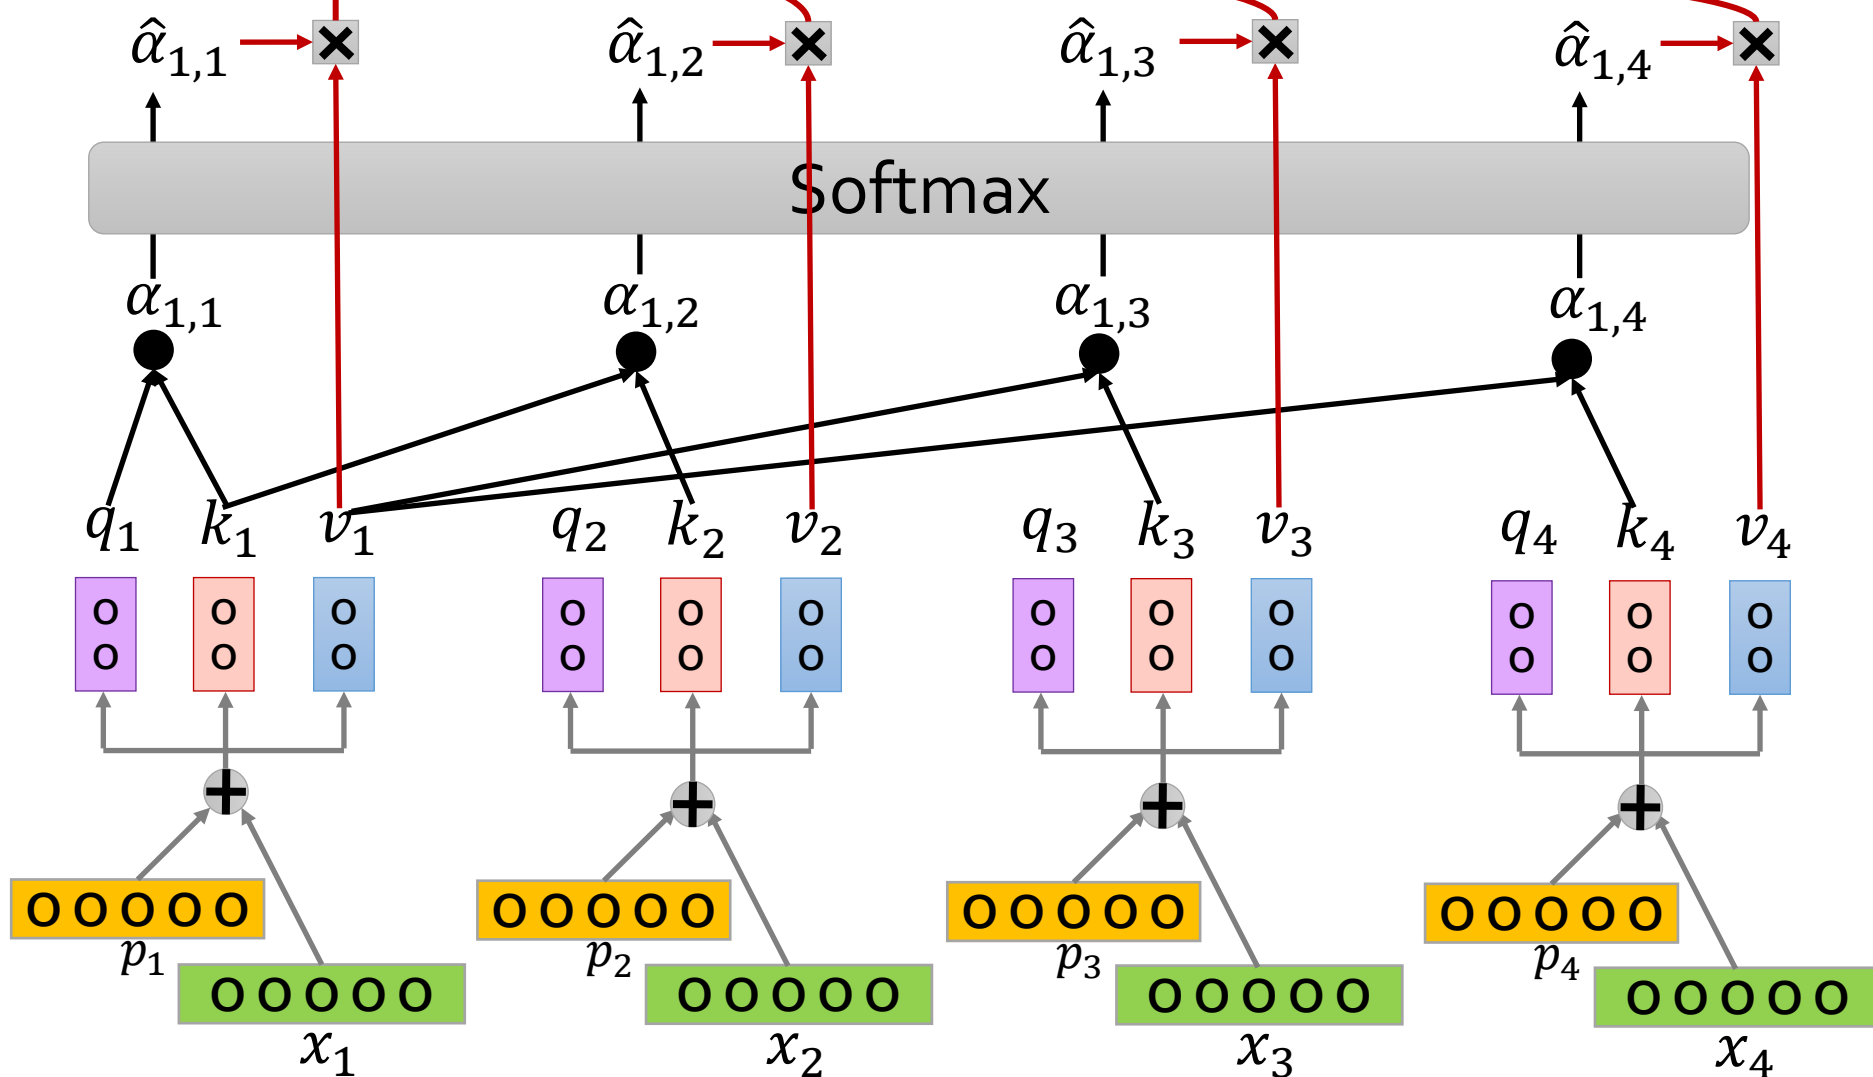 α̂₁,₁ α̂₁,₂ α̂₁,₃ α̂₁,₄
Softmax
α₁,₁ α₁,₂ α₁,₃ α₁,₄
q₁ k₁ v₁ q₂ k₂ v₂ q₃ k₃ v₃ q₄ k₄ v₄
o o o o o o o o o o o o
o o o o o o o o o o o o
o o o o o o o o o o o o o o o o o o o o
p₁ p₂ p₃ p₄
o o o o o o o o o o o o o o o o o o o o
x₁ x₂ x₃ x₄